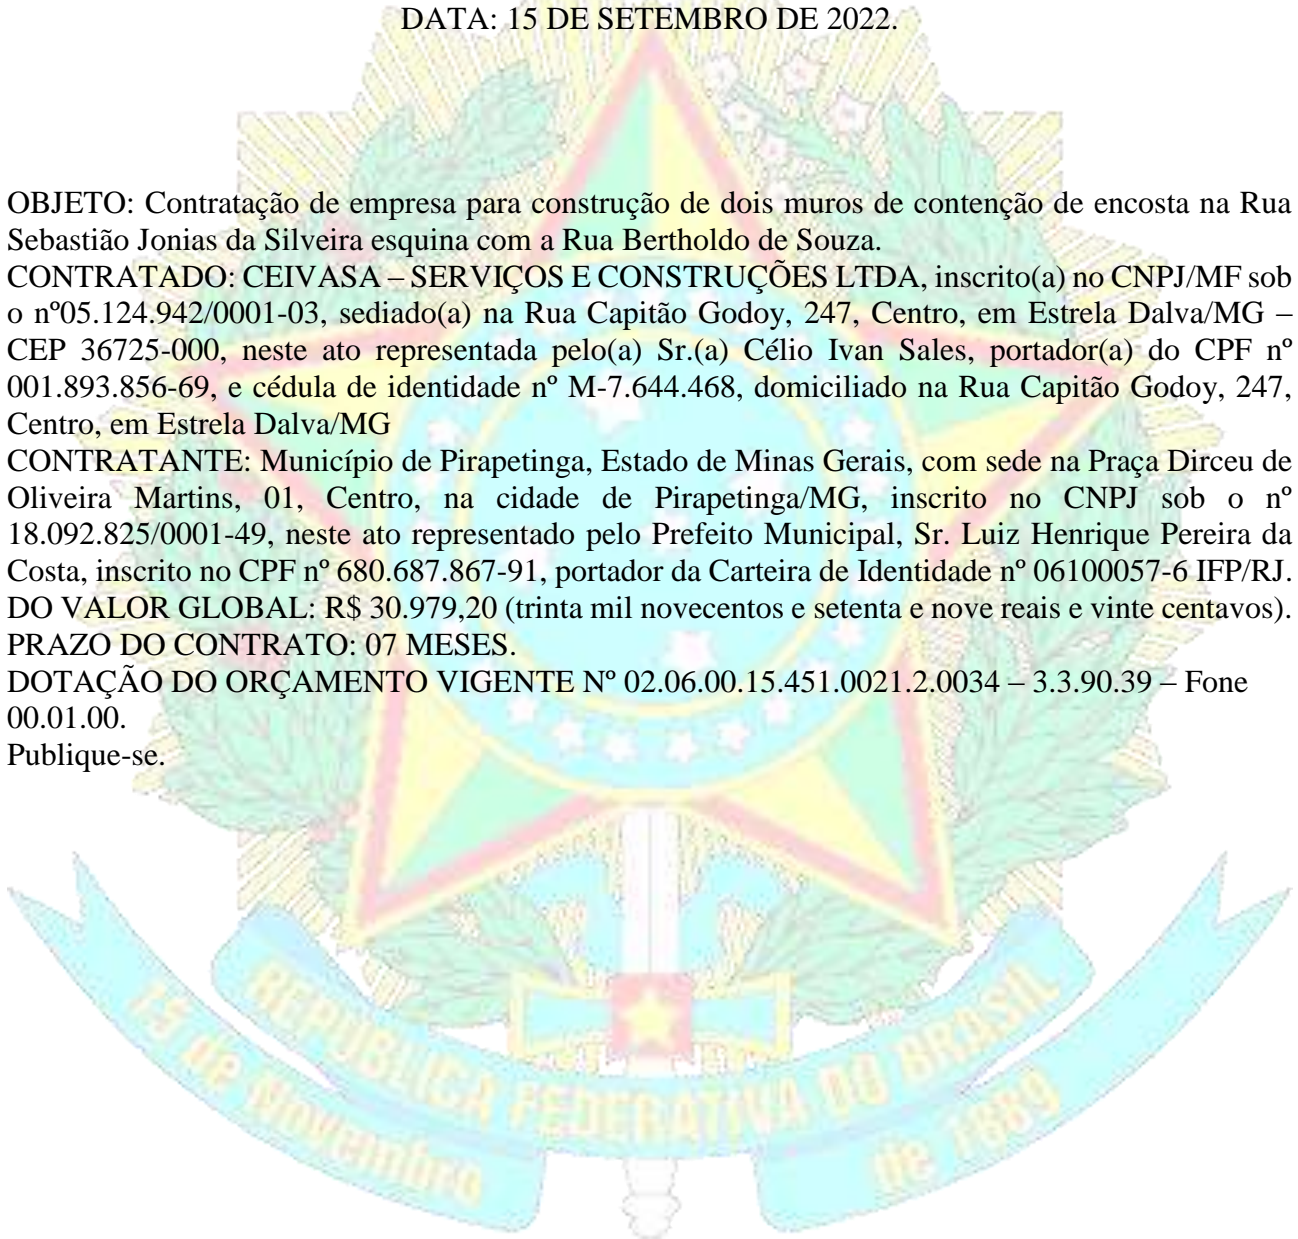 DATA: 15 DE SETEMBRO DE 2022.
OBJETO: Contratação de empresa para construção de dois muros de contenção de encosta na Rua
Sebastião Jonias da Silveira esquina com a Rua Bertholdo de Souza.
CONTRATADO: CEIVASA – SERVIÇOS E CONSTRUÇÕES LTDA, inscrito(a) no CNPJ/MF sob
o nº05.124.942/0001-03, sediado(a) na Rua Capitão Godoy, 247, Centro, em Estrela Dalva/MG –
CEP 36725-000, neste ato representada pelo(a) Sr.(a) Célio Ivan Sales, portador(a) do CPF nº
001.893.856-69, e cédula de identidade nº M-7.644.468, domiciliado na Rua Capitão Godoy, 247,
Centro, em Estrela Dalva/MG
CONTRATANTE: Município de Pirapetinga, Estado de Minas Gerais, com sede na Praça Dirceu de
Oliveira Martins, 01, Centro, na cidade de Pirapetinga/MG, inscrito no CNPJ sob o nº
18.092.825/0001-49, neste ato representado pelo Prefeito Municipal, Sr. Luiz Henrique Pereira da
Costa, inscrito no CPF nº 680.687.867-91, portador da Carteira de Identidade nº 06100057-6 IFP/RJ.
DO VALOR GLOBAL: R$ 30.979,20 (trinta mil novecentos e setenta e nove reais e vinte centavos).
PRAZO DO CONTRATO: 07 MESES.
DOTAÇÃO DO ORÇAMENTO VIGENTE Nº 02.06.00.15.451.0021.2.0034 – 3.3.90.39 – Fone
00.01.00.
Publique-se.
REPÚBLICA FEDERATIVA DO BRASIL
15 de Novembro de 1889